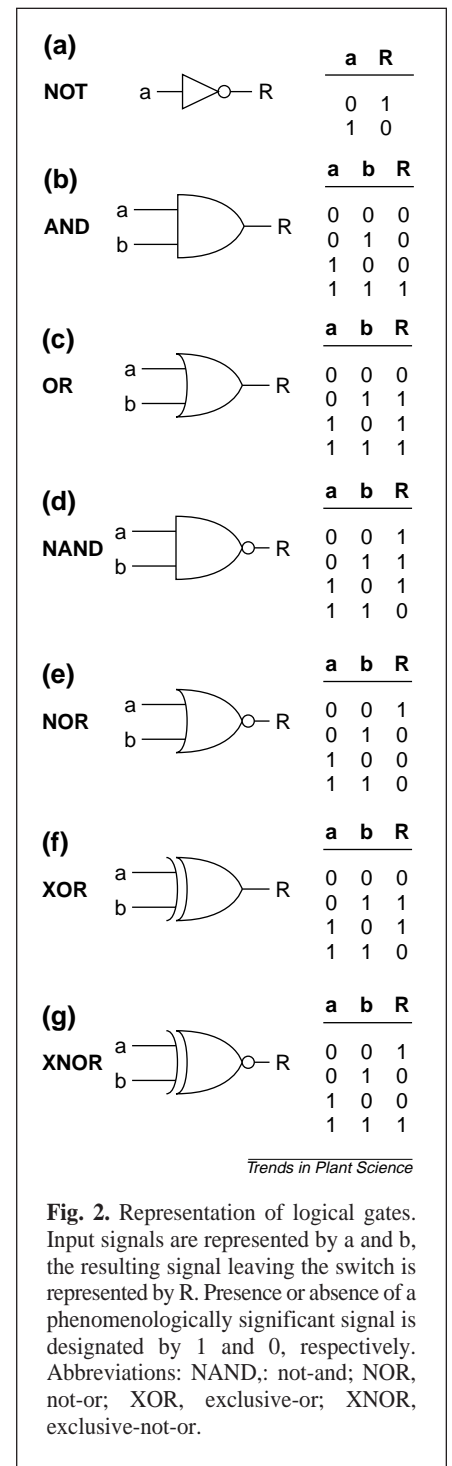 (a)
NOT a R
a R
0 1
1 0
(b)
AND a b R
a b R
0 0 0
0 1 0
1 0 0
1 1 1
(c)
OR a b R
a b R
0 0 0
0 1 1
1 0 1
1 1 1
(d)
NAND a b R
a b R
0 0 1
0 1 1
1 0 1
1 1 0
(e)
NOR a b R
a b R
0 0 1
0 1 0
1 0 0
1 1 0
(f)
XOR a b R
a b R
0 0 0
0 1 1
1 0 1
1 1 0
(g)
XNOR a b R
a b R
0 0 1
0 1 0
1 0 0
1 1 1
Trends in Plant Science
Fig. 2. Representation of logical gates.
Input signals are represented by a and b,
the resulting signal leaving the switch is
represented by R. Presence or absence of a
phenomenologically significant signal is
designated by 1 and 0, respectively.
Abbreviations: NAND,: not-and; NOR,
not-or; XOR, exclusive-or; XNOR,
exclusive-not-or.